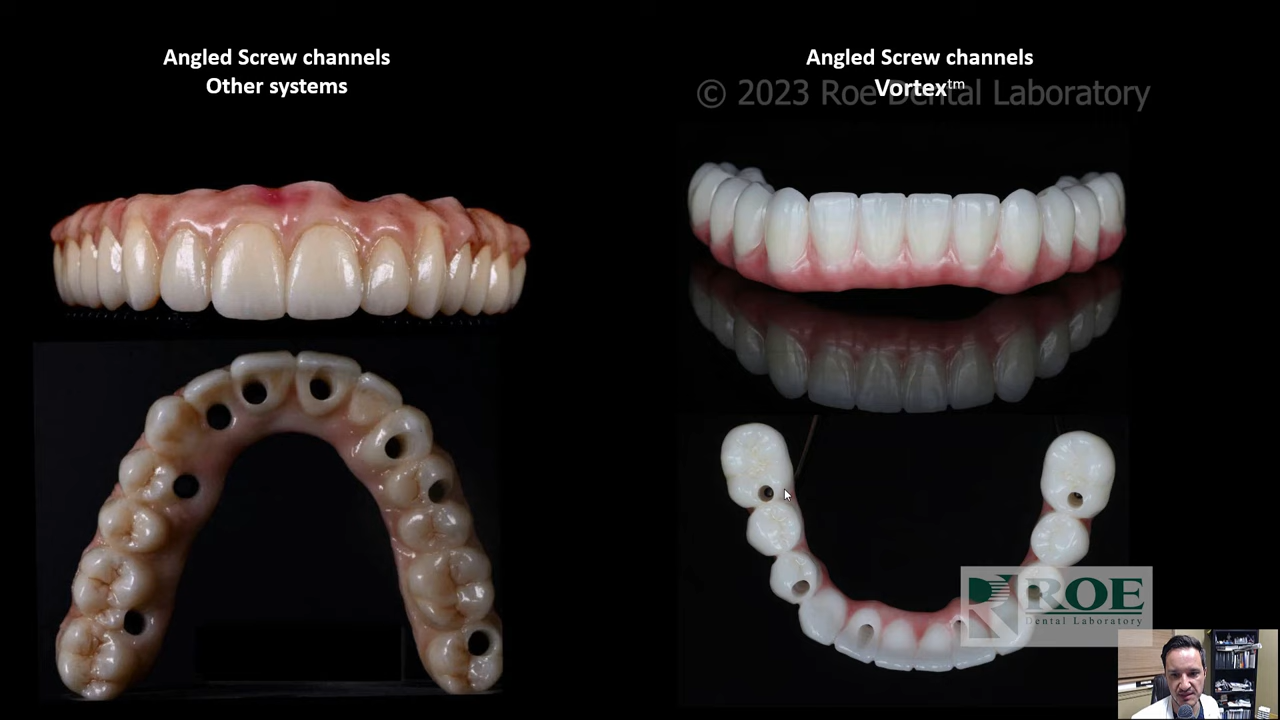 Angled Screw channels
Other systems
Angled Screw channels
Vortex™
© 2023 Roe Dental Laboratory
ROE
Dental Laboratory